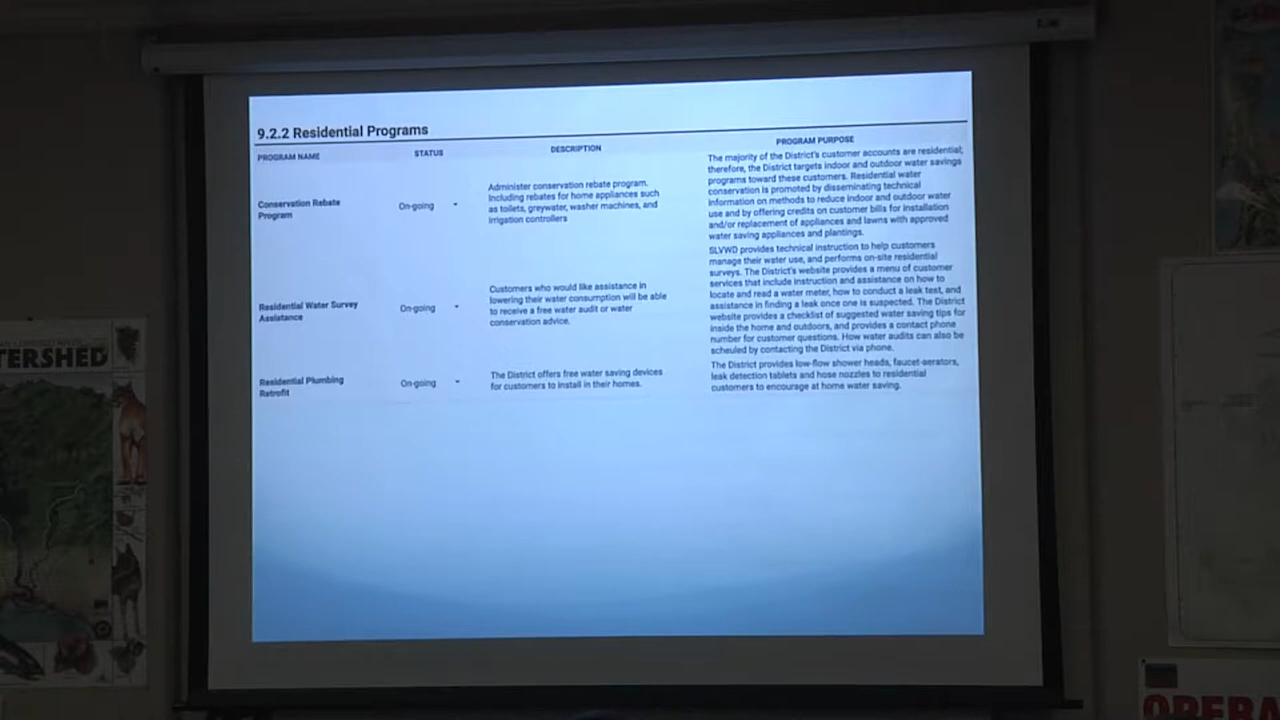 9.2.2 Residential Programs
PROGRAM NAME
STATUS
DESCRIPTION
PROGRAM PURPOSE
Conservation Rebate
Program
On-going
Administer conservation rebate program.
Including rebates for home appliances such
as toilets, greywater, washer machines, and
irrigation controllers
The majority of the District's customer accounts are residential;
therefore, the District targets indoor and outdoor water savings
programs toward these customers. Residential water
conservation is promoted by disseminating technical
information on methods to reduce indoor and outdoor water
use and by offering credits on customer bills for installation
and/or replacement of appliances and lawns with approved
water saving appliances and plantings.
Residential Water Survey
Assistance
On-going
Customers who would like assistance in
lowering their water consumption will be able
to receive a free water audit or water
conservation advice.
SLVWD provides technical instruction to help customers
manage their water use, and performs on-site residential
surveys. The District's website provides a menu of customer
services that include instruction and assistance on how to
locate and read a water meter, how to conduct a leak test, and
assistance in finding a leak once one is suspected. The District
website provides a checklist of suggested water saving tips for
inside the home and outdoors, and provides a contact phone
number for customer questions. How water audits can also be
scheuled by contacting the District via phone.
Residential Plumbing
Retrofit
On-going
The District offers free water saving devices
for customers to install in their homes.
The District provides low-flow shower heads, faucet-aerators,
leak detection tablets and hose nozzles to residential
customers to encourage at home water saving.
TERSHED
OPERA